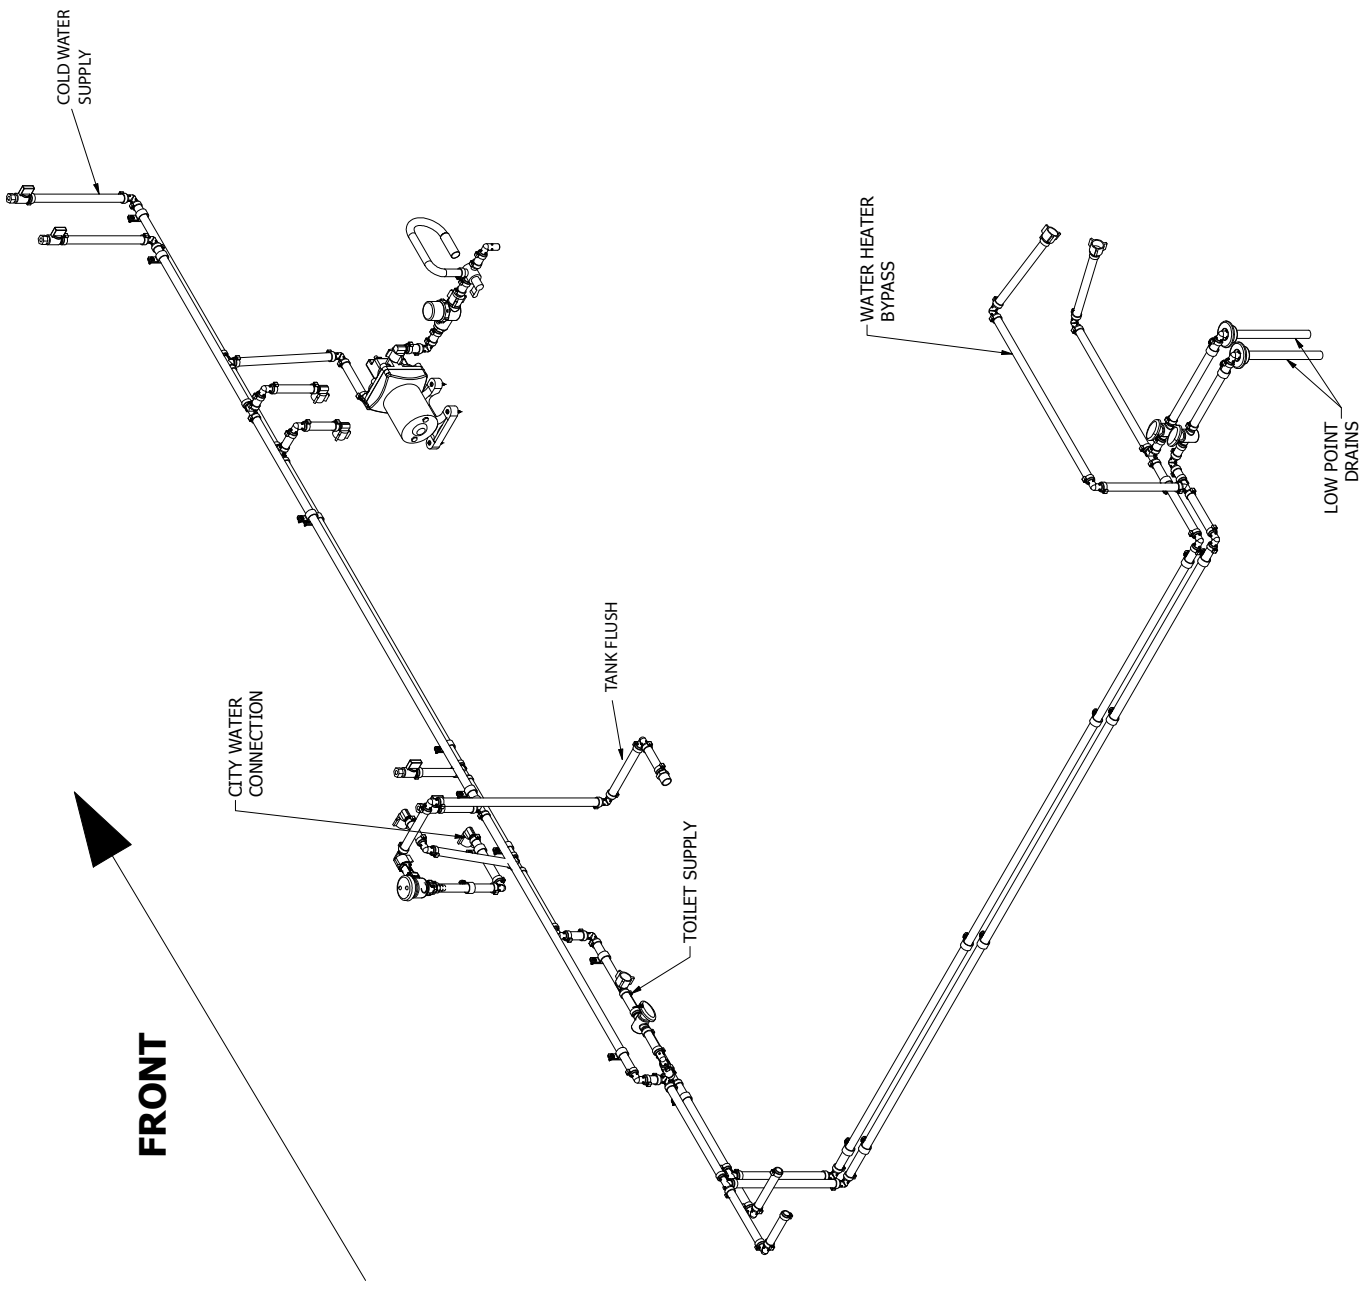 COLD WATER
SUPPLY
WATER HEATER
BYPASS
LOW POINT
DRAINS
TANK FLUSH
CITY WATER
CONNECTION
TOILET SUPPLY
FRONT